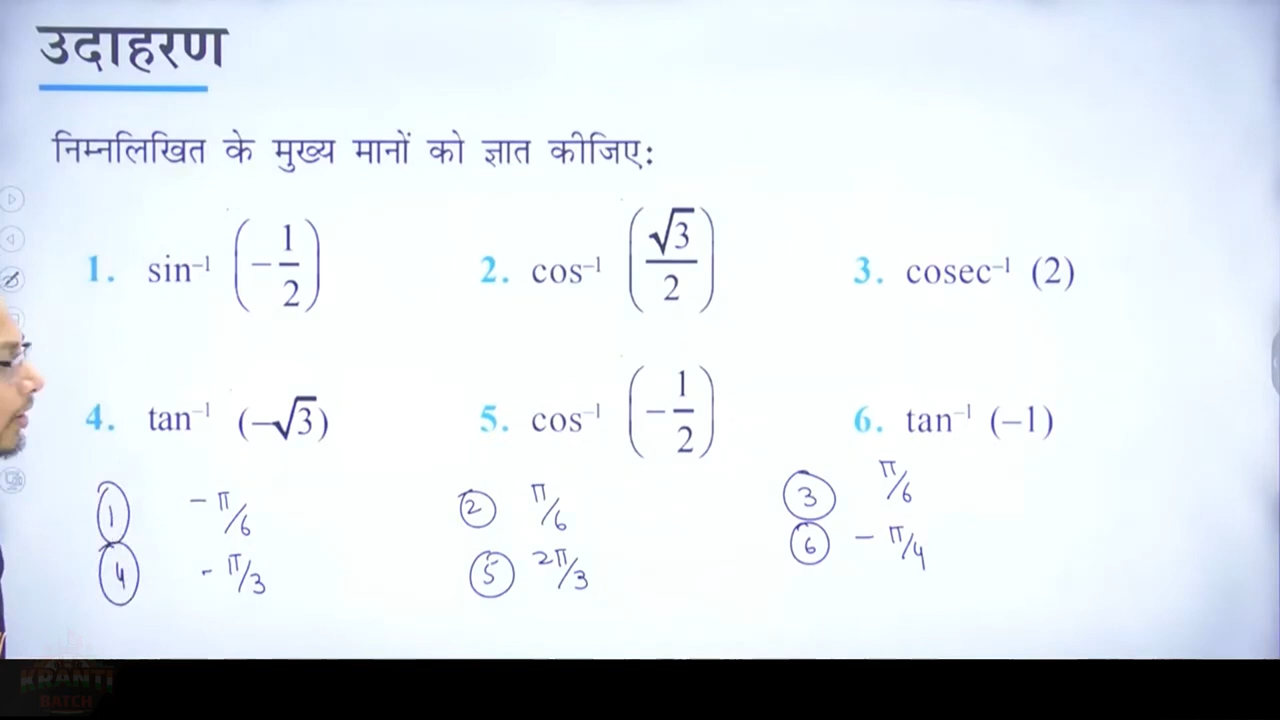 उदाहरण
निम्नलिखित के मुख्य मानों को ज्ञात कीजिए:
1. sin⁻¹ (−1/2) 2. cos⁻¹ (√3/2) 3. cosec⁻¹ (2)
4. tan⁻¹ (−√3) 5. cos⁻¹ (−1/2) 6. tan⁻¹ (−1)
① −π/6 ② π/6 ③ π/6
④ -π/3 ⑤ 2π/3 ⑥ −π/4
KRANTI
BATCH